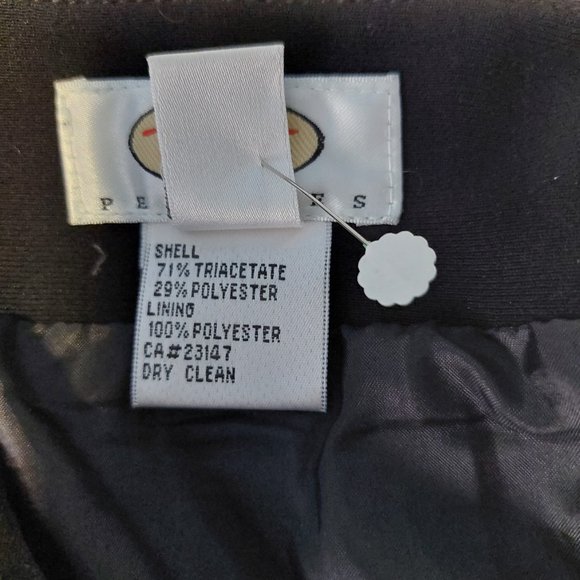 P E E S
SHELL
71% TRIACETATE
29% POLYESTER
LINING
100% POLYESTER
CA#23147
DRY CLEAN